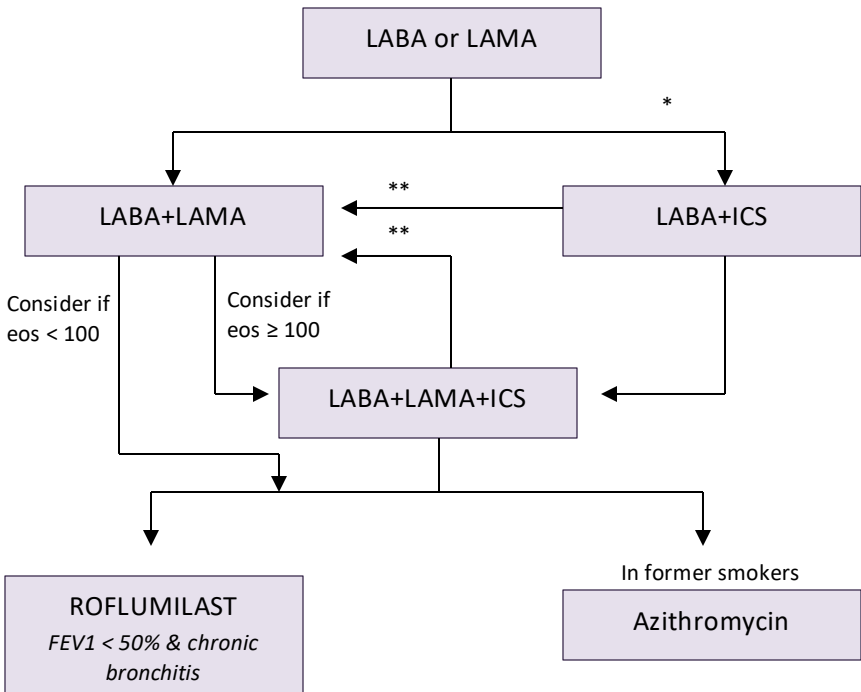 LABA or LAMA
*
LABA+LAMA
**
LABA+ICS
**
Consider if
eos < 100
Consider if
eos ≥ 100
LABA+LAMA+ICS
In former smokers
ROFLUMILAST
FEV1 < 50% & chronic
bronchitis
Azithromycin